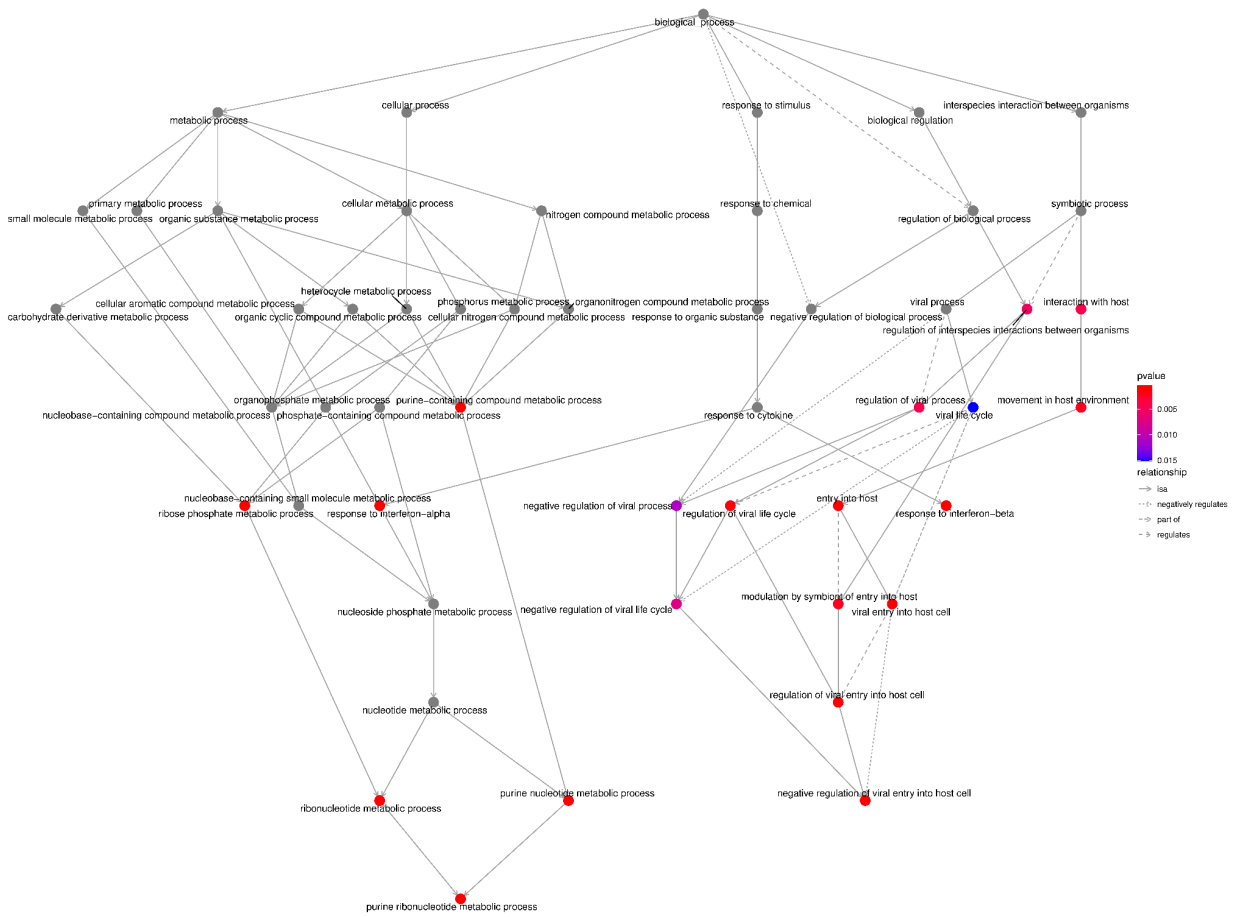 biological_process
cellular process
response to stimulus
interspecies interaction between organisms
metabolic process
biological regulation
primary metabolic process
cellular metabolic process
response to chemical
symbiotic process
small molecule metabolic process
organic substance metabolic process
nitrogen compound metabolic process
regulation of biological process
heterocycle metabolic process
cellular aromatic compound metabolic process
phosphorus metabolic process
organonitrogen compound metabolic process
viral process
interaction with host
carbohydrate derivative metabolic process
organic cyclic compound metabolic process
cellular nitrogen compound metabolic process
response to organic substance
negative regulation of biological process
regulation of interspecies interactions between organisms
organophosphate metabolic process
purine−containing compound metabolic process
regulation of viral process
movement in host environment
nucleobase−containing compound metabolic process
phosphate−containing compound metabolic process
response to cytokine
viral life cycle
nucleobase−containing small molecule metabolic process
entry into host
ribose phosphate metabolic process
response to interferon−alpha
negative regulation of viral process
regulation of viral life cycle
response to interferon−beta
modulation by symbiont of entry into host
nucleoside phosphate metabolic process
negative regulation of viral life cycle
viral entry into host cell
regulation of viral entry into host cell
nucleotide metabolic process
purine nucleotide metabolic process
negative regulation of viral entry into host cell
ribonucleotide metabolic process
purine ribonucleotide metabolic process
pvalue
0.005
0.010
0.015
relationship
isa
negatively regulates
part of
regulates